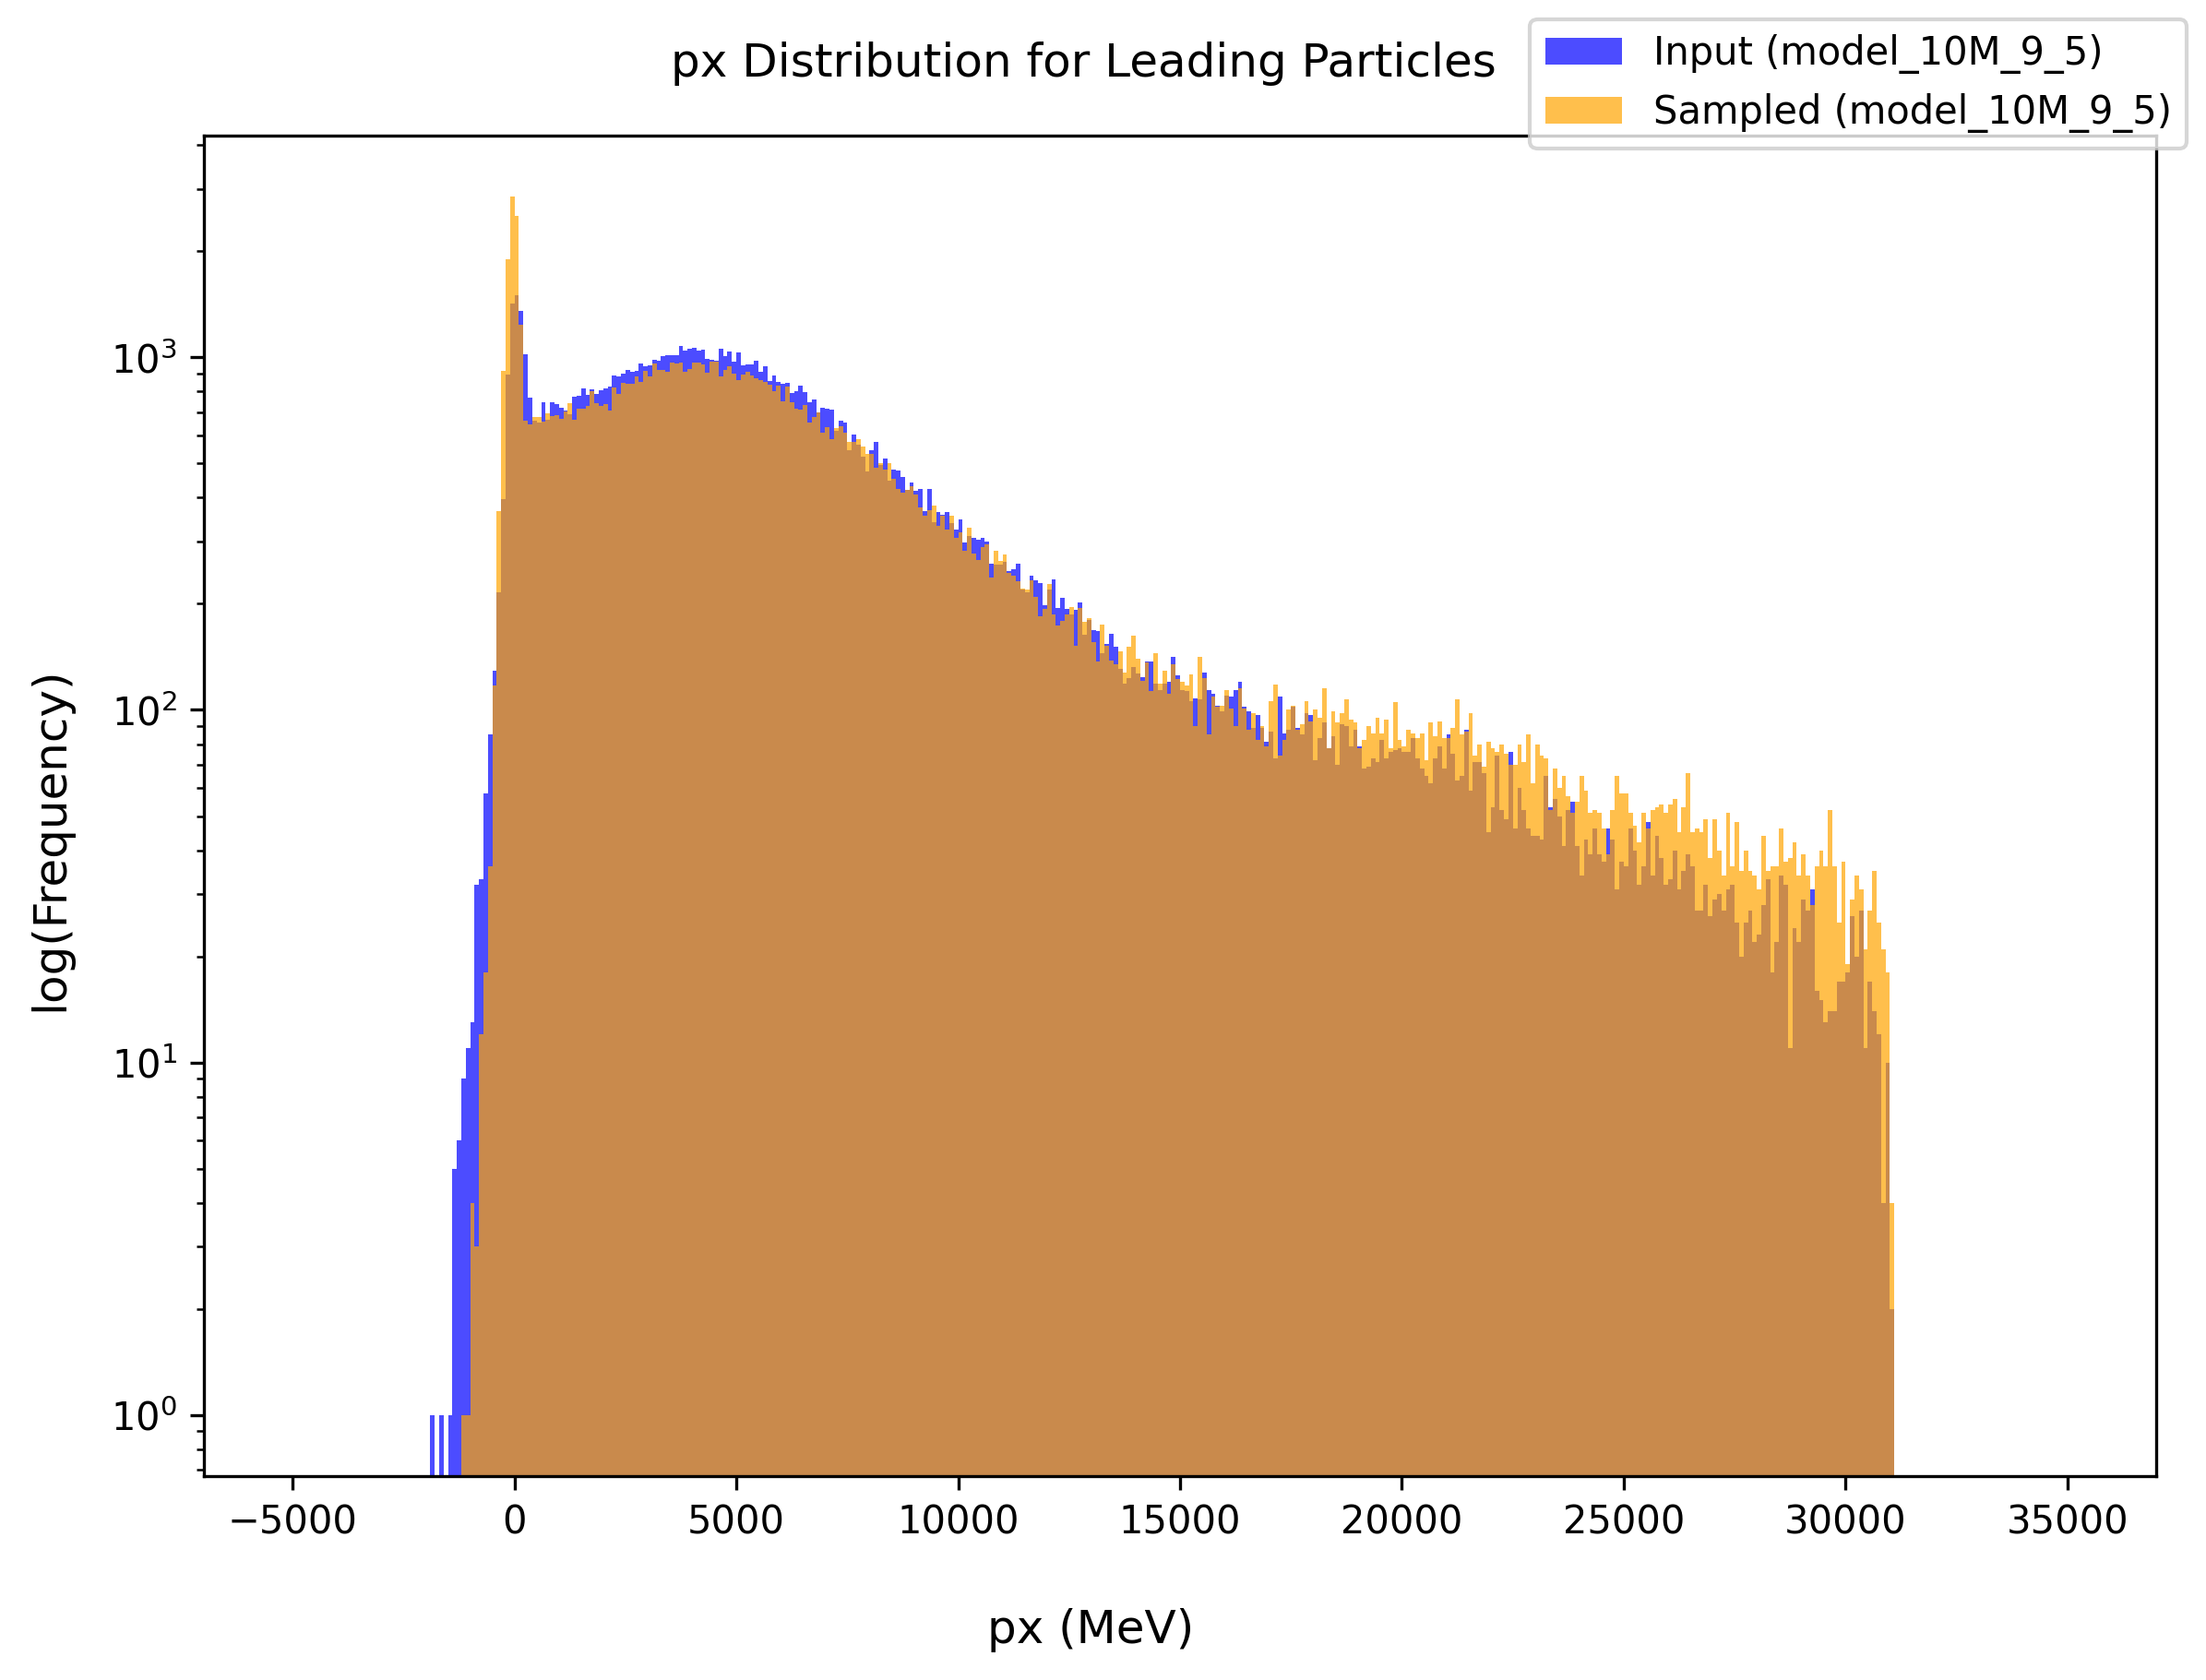 px Distribution for Leading Particles
Input (model_10M_9_5)
Sampled (model_10M_9_5)
log(Frequency)
10³
10²
10¹
10⁰
−5000 0 5000 10000 15000 20000 25000 30000 35000
px (MeV)